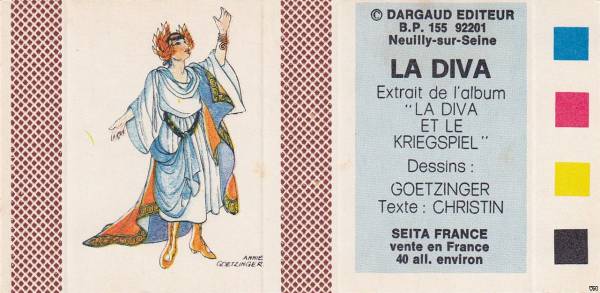 ANNIE
GOETZINGER
© DARGAUD EDITEUR
B.P. 155 92201
Neuilly-sur-Seine
LA DIVA
Extrait de l'album
"LA DIVA
ET LE
KRIEGSPIEL"
Dessins :
GOETZINGER
Texte : CHRISTIN
SEITA FRANCE
vente en France
40 all. environ